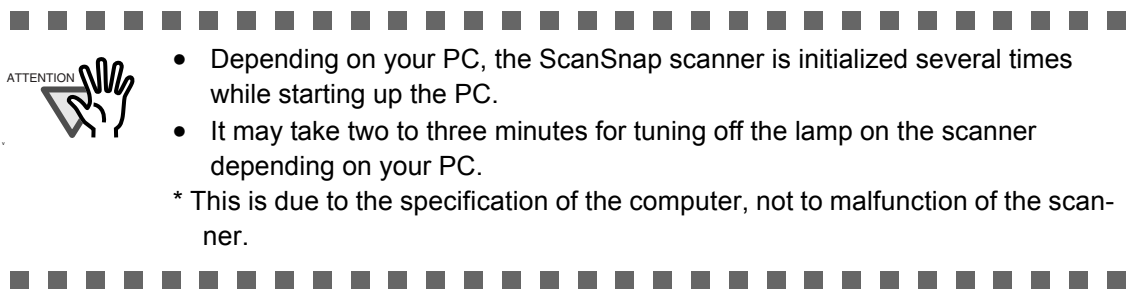 ATTENTION
• Depending on your PC, the ScanSnap scanner is initialized several times
while starting up the PC.
• It may take two to three minutes for tuning off the lamp on the scanner
depending on your PC.
* This is due to the specification of the computer, not to malfunction of the scan-
ner.